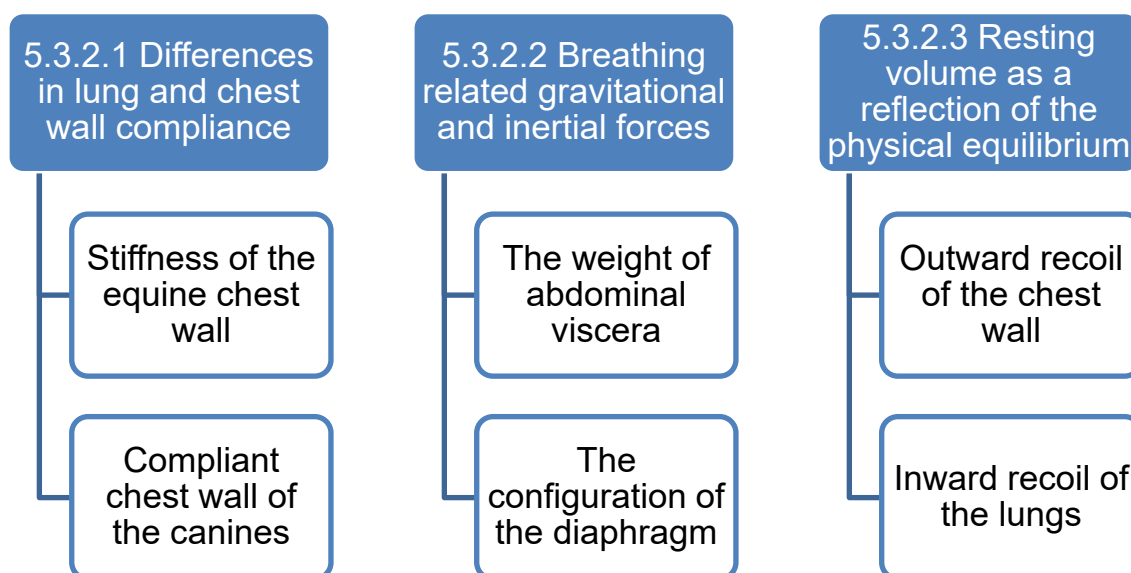 5.3.2.1 Differences
in lung and chest
wall compliance
Stiffness of the
equine chest
wall
Compliant
chest wall of
the canines
5.3.2.2 Breathing
related gravitational
and inertial forces
The weight of
abdominal
viscera
The
configuration of
the diaphragm
5.3.2.3 Resting
volume as a
reflection of the
physical equilibrium
Outward recoil
of the chest
wall
Inward recoil of
the lungs